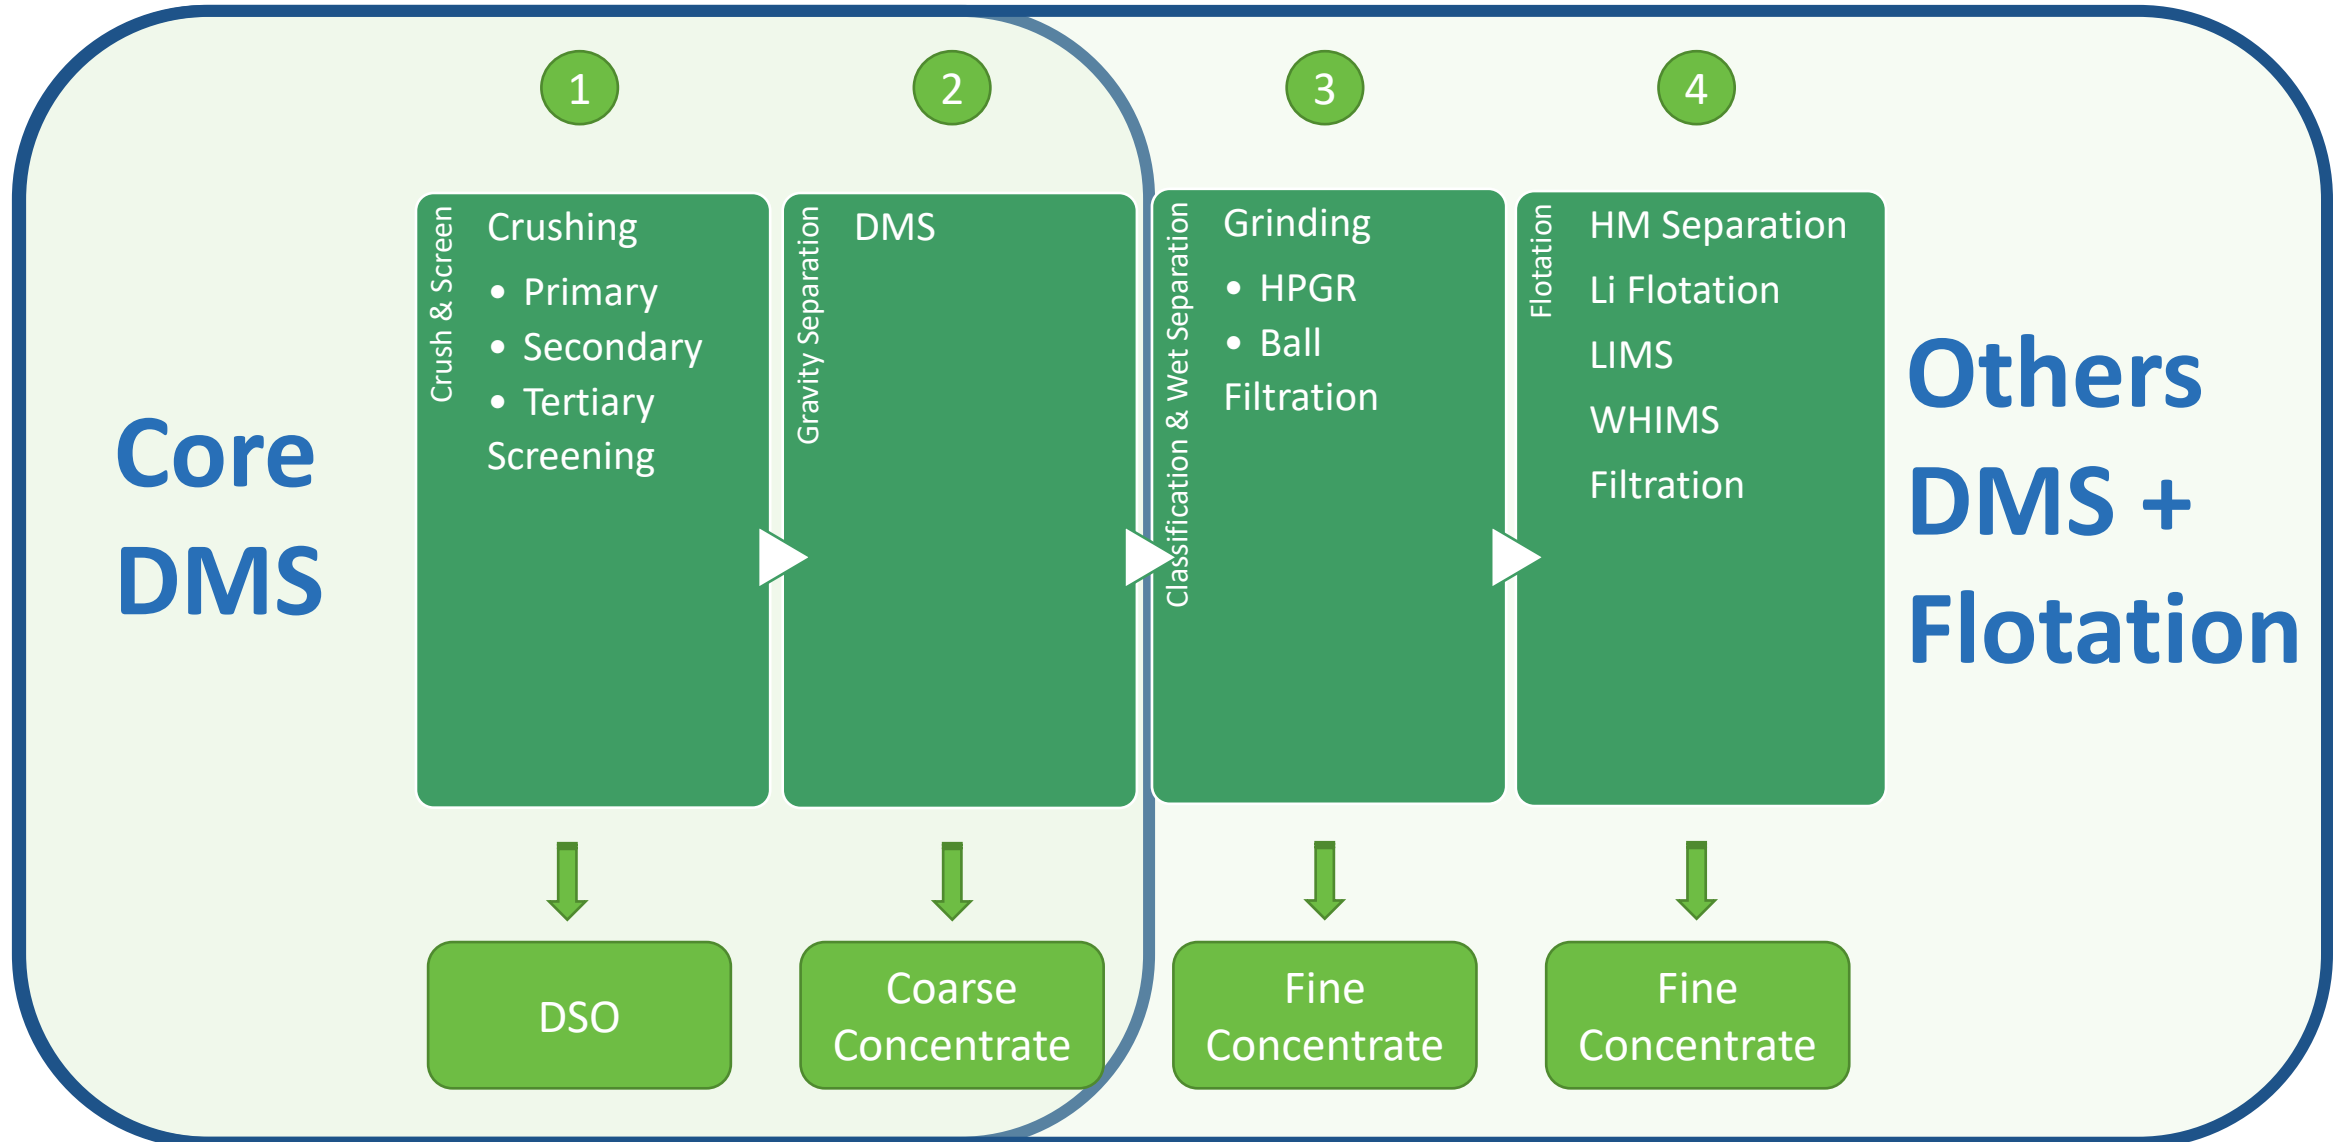 1
2
3
4
Core
DMS
Crush & Screen
Crushing
• Primary
• Secondary
• Tertiary
Screening
Gravity Separation
DMS
Classification & Wet Separation
Grinding
• HPGR
• Ball
Filtration
Flotation
HM Separation
Li Flotation
LIMS
WHIMS
Filtration
Others
DMS +
Flotation
DSO
Coarse
Concentrate
Fine
Concentrate
Fine
Concentrate